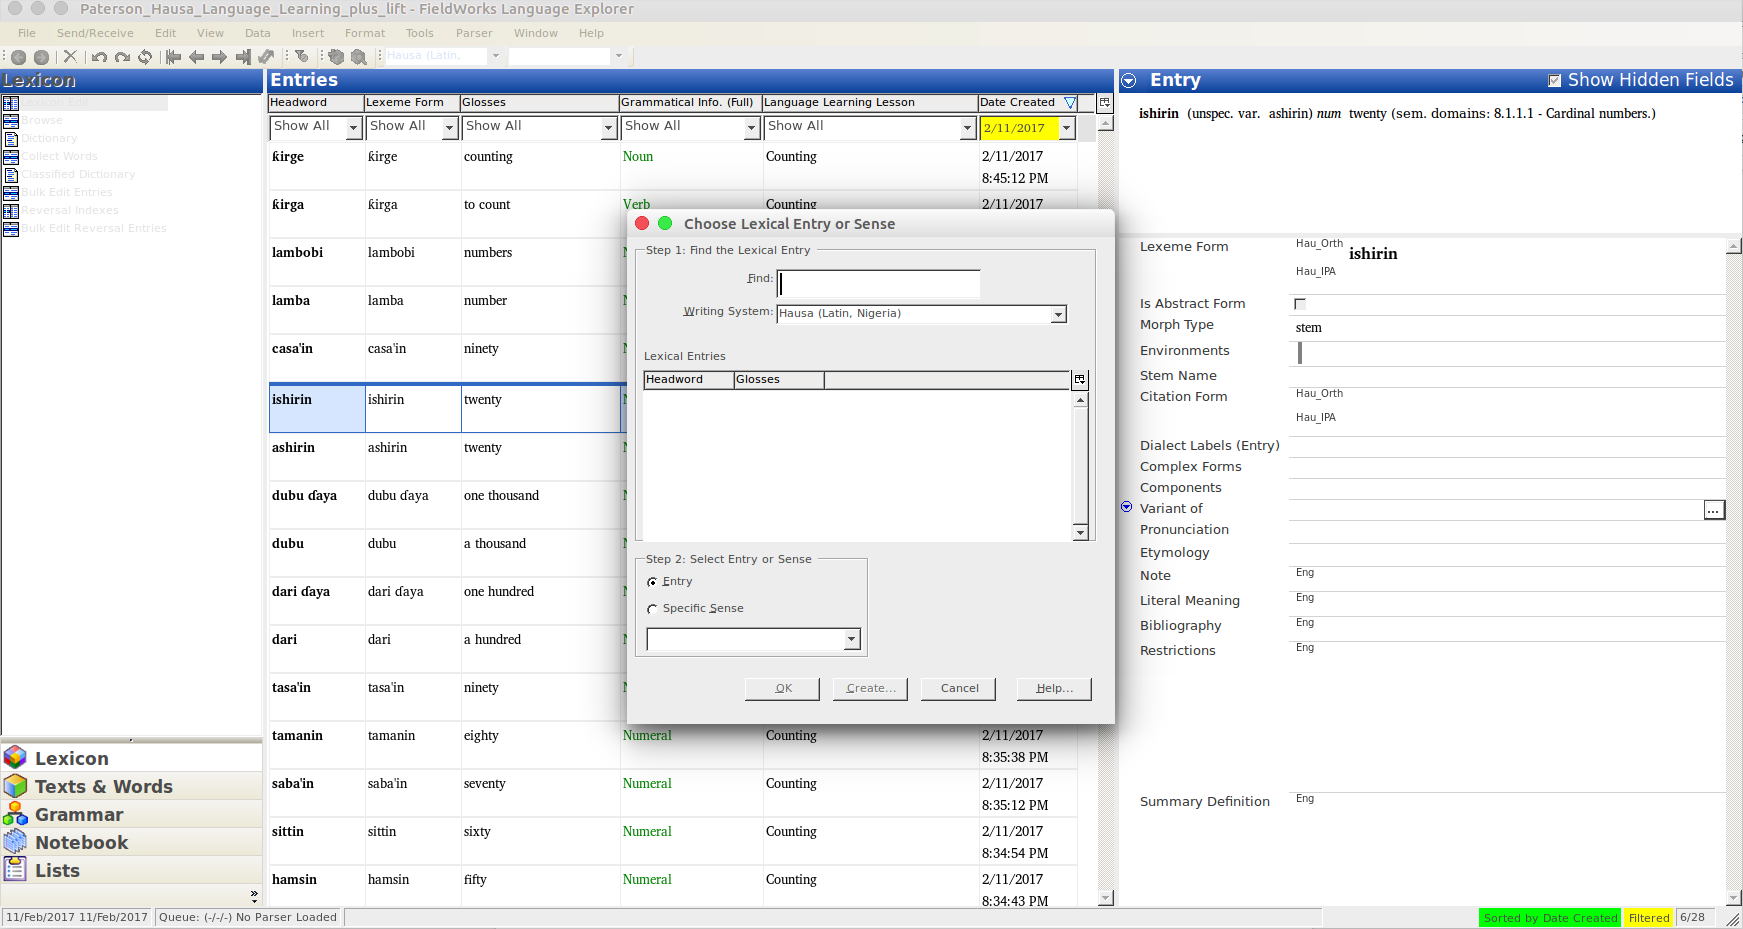 Paterson_Hausa_Language_Learning_plus_lift - FieldWorks Language Explorer
File Send/Receive Edit View Data Insert Format Tools Parser Window Help
Hausa (Latin,
Lexicon
Lexicon Edit
Browse
Dictionary
Collect Words
Classified Dictionary
Bulk Edit Entries
Reversal Indexes
Bulk Edit Reversal Entries
Lexicon
Texts & Words
Grammar
Notebook
Lists
Entries
Headword Lexeme Form Glosses Grammatical Info. (Full) Language Learning Lesson Date Created
Show All Show All Show All Show All Show All 2/11/2017
ƙirge ƙirge counting Noun Counting 2/11/2017
8:45:12 PM
ƙirga ƙirga to count Verb Counting 2/11/2017
lambobi lambobi numbers
lamba lamba number
casa'in casa'in ninety
ishirin ishirin twenty
ashirin ashirin twenty
dubu ɗaya dubu ɗaya one thousand
dubu dubu a thousand
dari ɗaya dari ɗaya one hundred
dari dari a hundred
tasa'in tasa'in ninety
tamanin tamanin eighty Numeral Counting 2/11/2017
8:35:38 PM
saba'in saba'in seventy Numeral Counting 2/11/2017
8:35:12 PM
sittin sittin sixty Numeral Counting 2/11/2017
8:34:54 PM
hamsin hamsin fifty Numeral Counting 2/11/2017
8:34:43 PM
Choose Lexical Entry or Sense
Step 1: Find the Lexical Entry
Find:
Writing System: Hausa (Latin, Nigeria)
Lexical Entries
Headword Glosses
Step 2: Select Entry or Sense
Entry
Specific Sense
OK Create... Cancel Help...
Entry Show Hidden Fields
ishirin (unspec. var. ashirin) num twenty (sem. domains: 8.1.1.1 - Cardinal numbers.)
Lexeme Form Hau_Orth ishirin
Hau_IPA
Is Abstract Form
Morph Type stem
Environments
Stem Name
Citation Form Hau_Orth
Hau_IPA
Dialect Labels (Entry)
Complex Forms
Components
Variant of ...
Pronunciation
Etymology
Note Eng
Literal Meaning Eng
Bibliography Eng
Restrictions Eng
Summary Definition Eng
11/Feb/2017 11/Feb/2017 Queue: (-/-/-) No Parser Loaded Sorted by Date Created Filtered 6/28